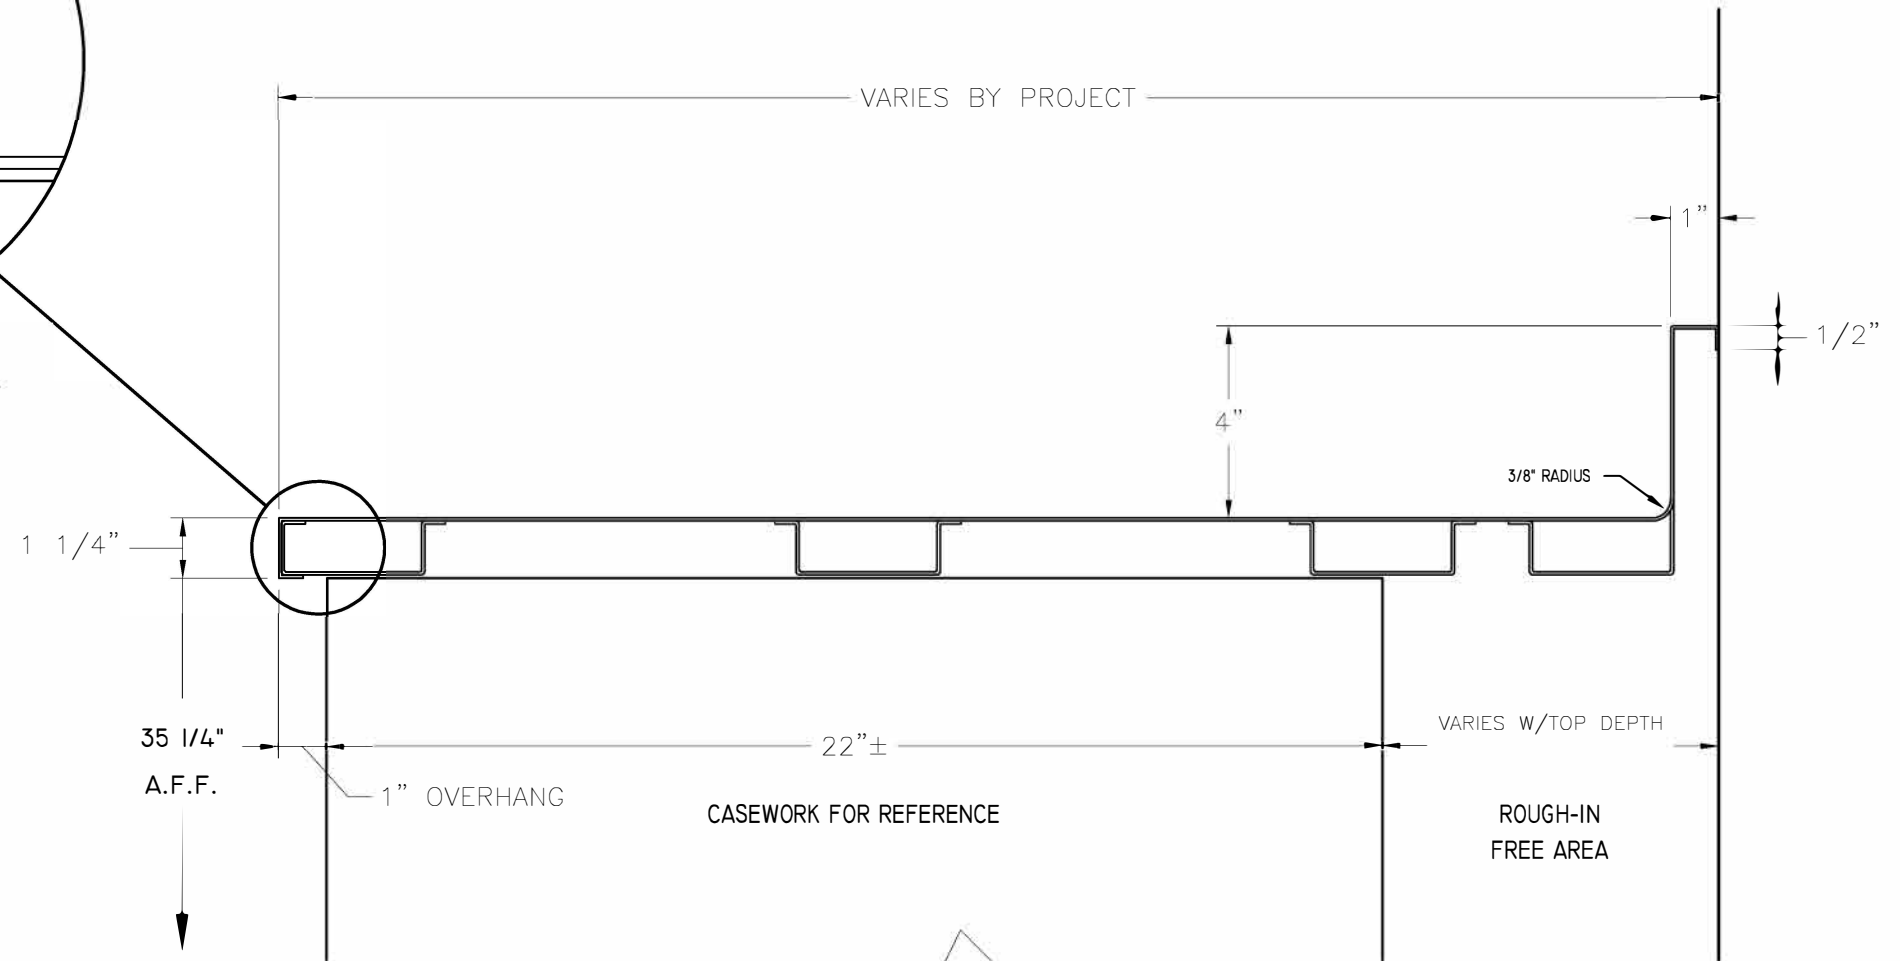 VARIES BY PROJECT
1"
1/2"
4"
3/8" RADIUS
1 1/4"
35 1/4"
A.F.F.
22"±
VARIES W/TOP DEPTH
1" OVERHANG
CASEWORK FOR REFERENCE
ROUGH-IN
FREE AREA